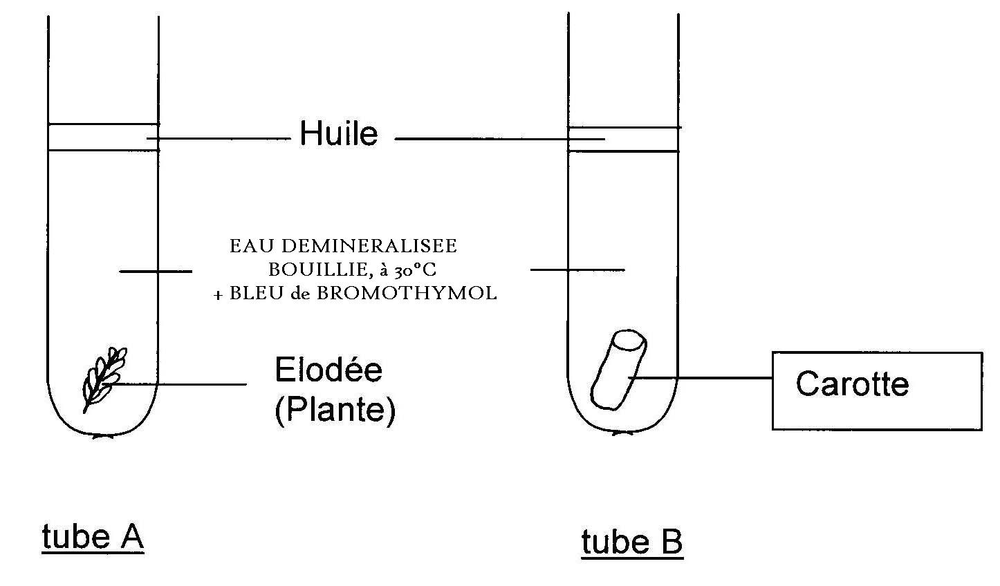 Huile
EAU DEMINERALISEE
BOUILLIE, à 30°C
+ BLEU de BROMOTHYMOL
Elodée
(Plante)
Carotte
tube A
tube B